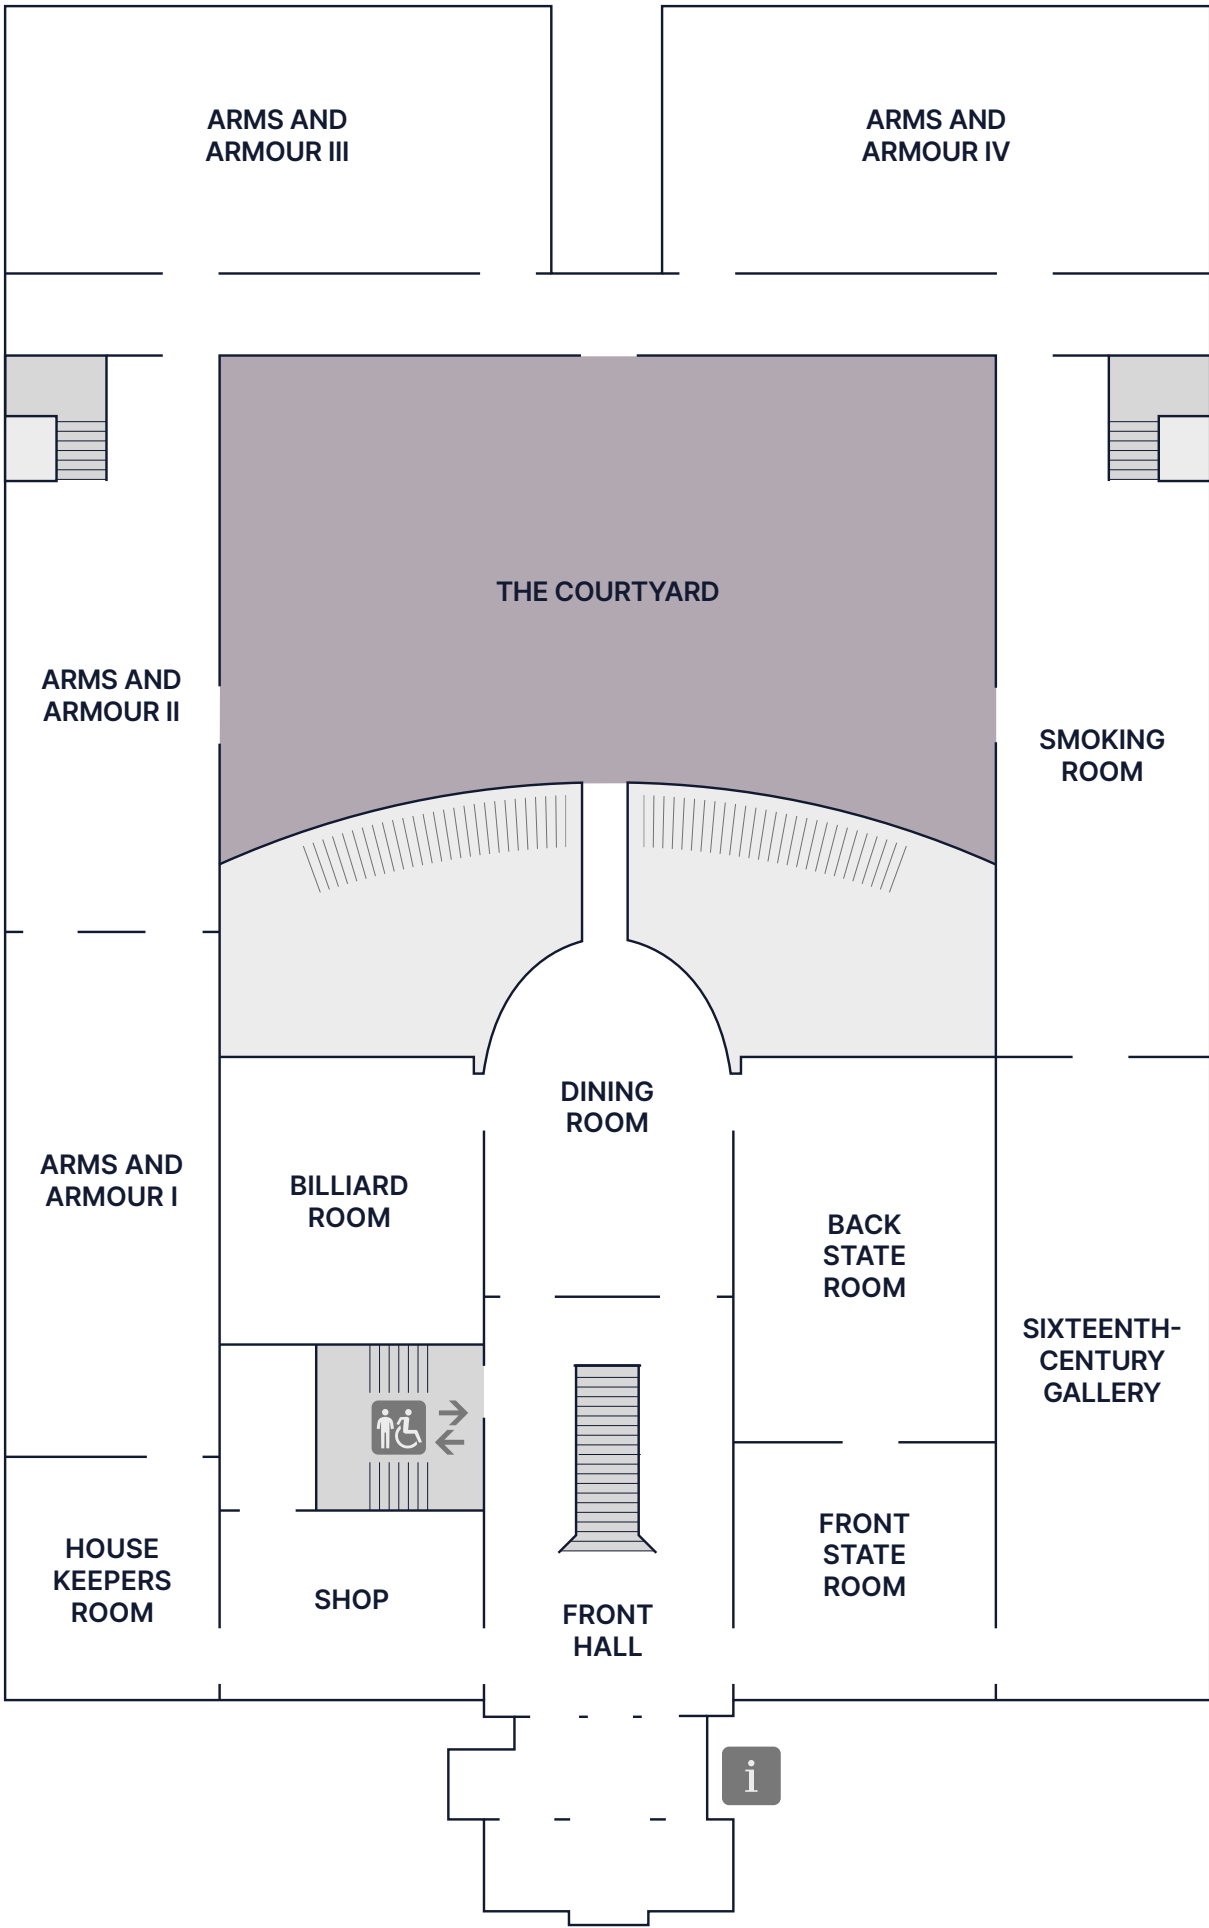 ARMS AND
ARMOUR III
ARMS AND
ARMOUR IV
THE COURTYARD
ARMS AND
ARMOUR II
SMOKING
ROOM
DINING
ROOM
ARMS AND
ARMOUR I
BILLIARD
ROOM
BACK
STATE
ROOM
SIXTEENTH-
CENTURY
GALLERY
HOUSE
KEEPERS
ROOM
SHOP
FRONT
HALL
FRONT
STATE
ROOM
i